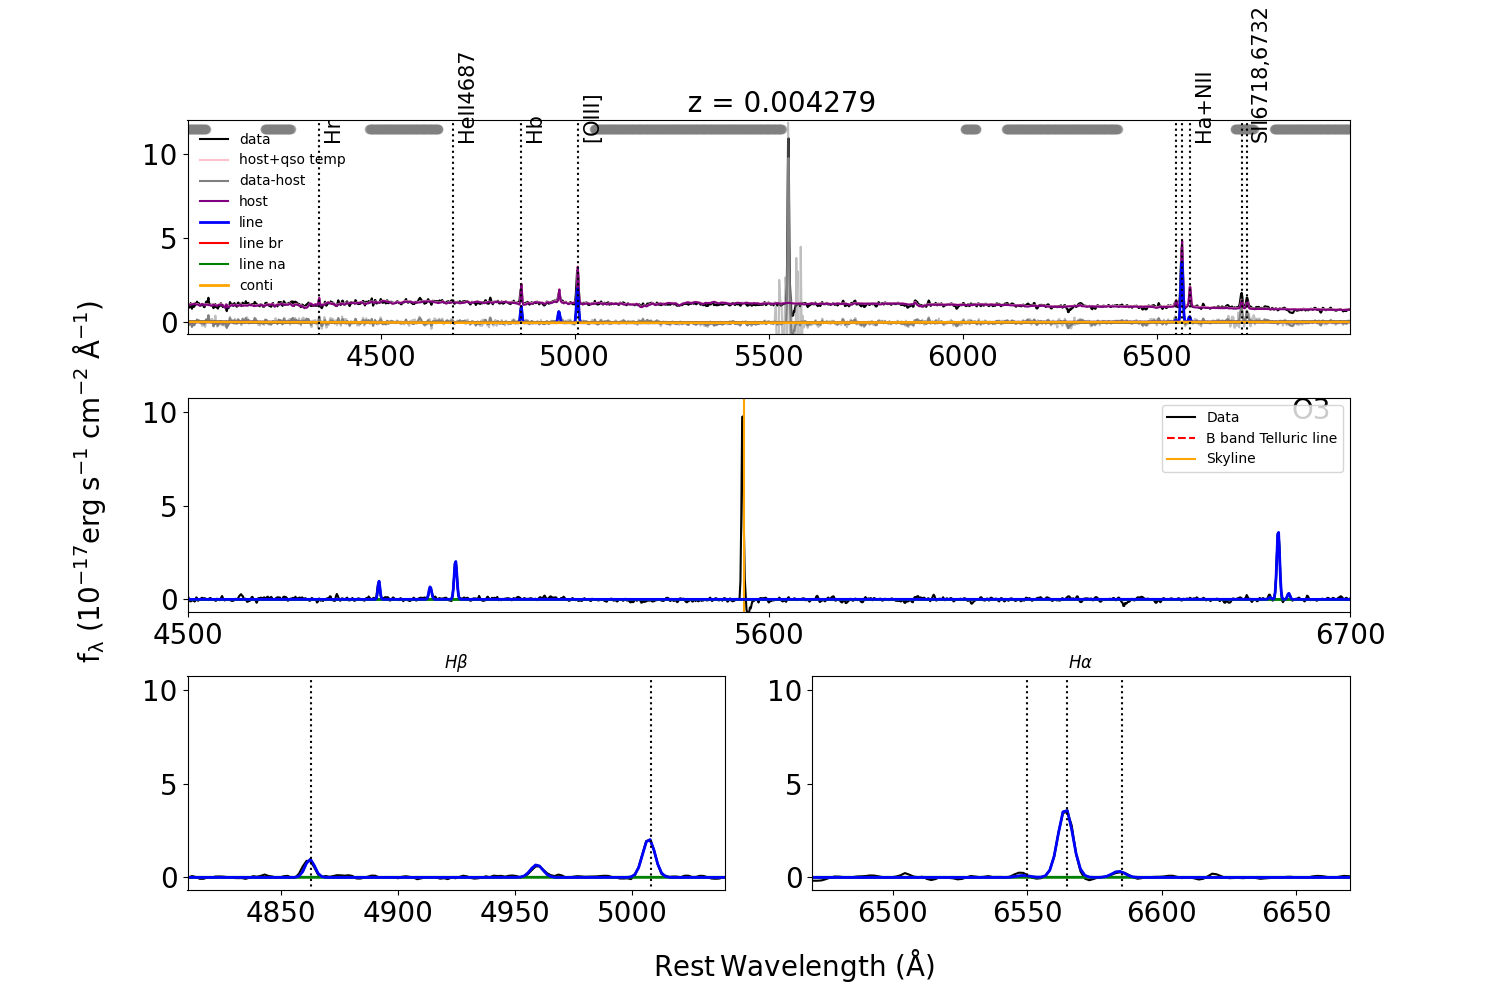 z = 0.004279
Hr
HeII4687
Hb
[OIII]
Ha+NII
SII6718,6732
data
host+qso temp
data-host
host
line
line br
line na
conti
10
5
0
4500 5000 5500 6000 6500
O3
Data
B band Telluric line
Skyline
10
5
0
4500 5600 6700
fλ (10⁻¹⁷erg s⁻¹ cm⁻² Å⁻¹)
Hβ
10
5
0
4850 4900 4950 5000
Hα
10
5
0
6500 6550 6600 6650
Rest Wavelength (Å)